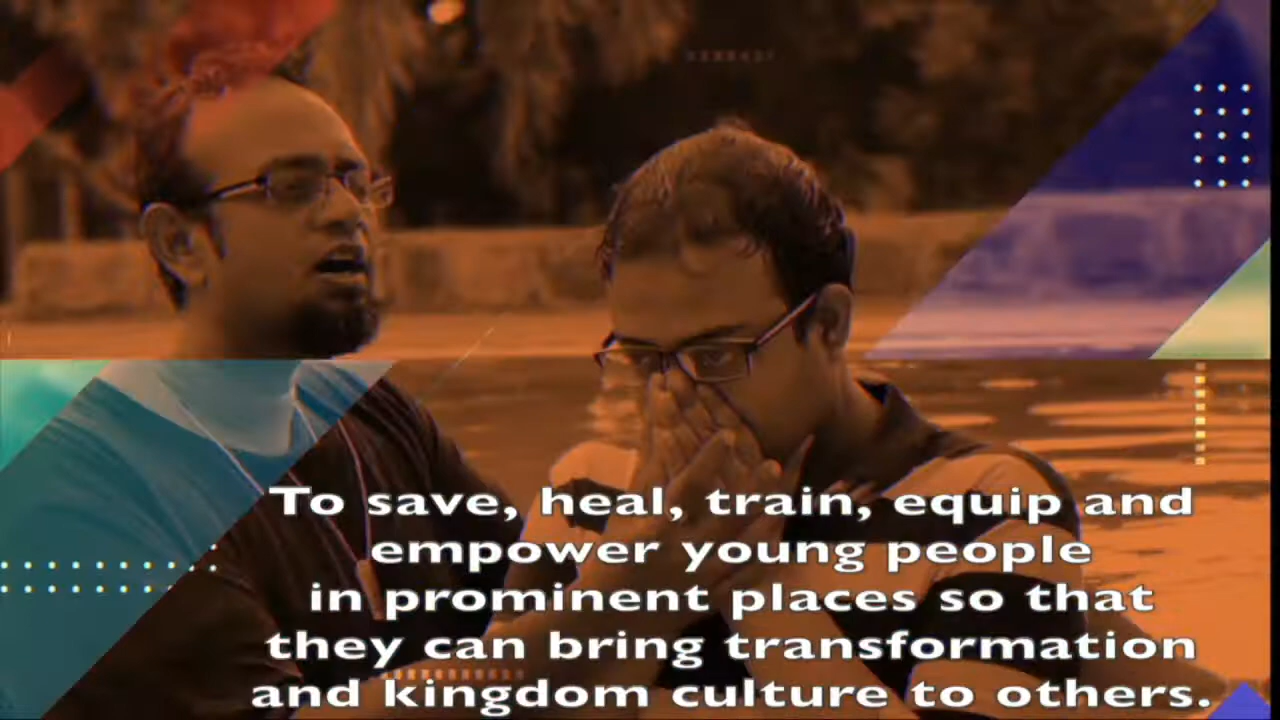 To save, heal, train, equip and
empower young people
in prominent places so that
they can bring transformation
and kingdom culture to others.